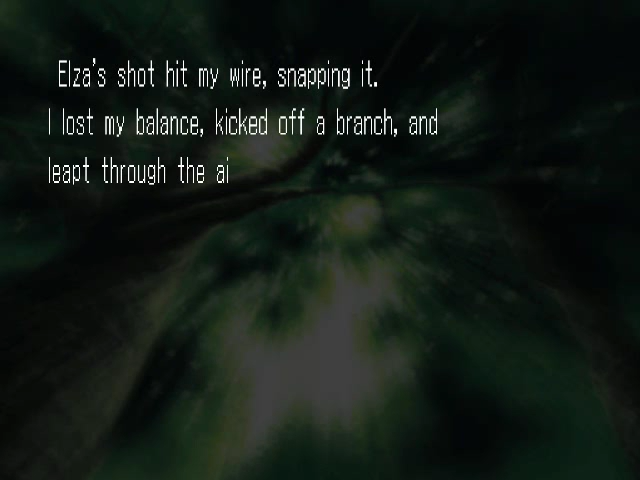 Elza's shot hit my wire, snapping it.
I lost my balance, kicked off a branch, and
leapt through the ai